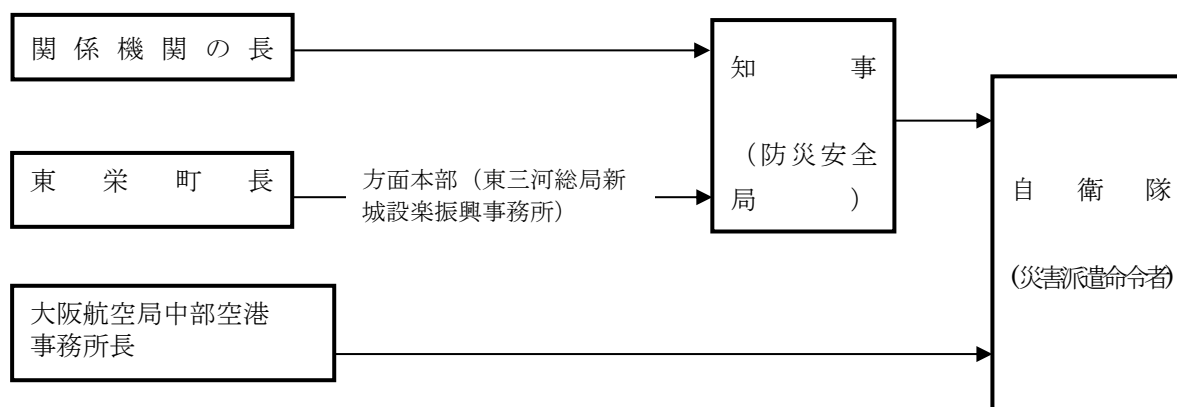 関係機関の長
知事
（防災安全
局）
東栄町長
方面本部（東三河総局新
城設楽振興事務所）
自衛隊
(災害派遣命令者)
大阪航空局中部空港
事務所長